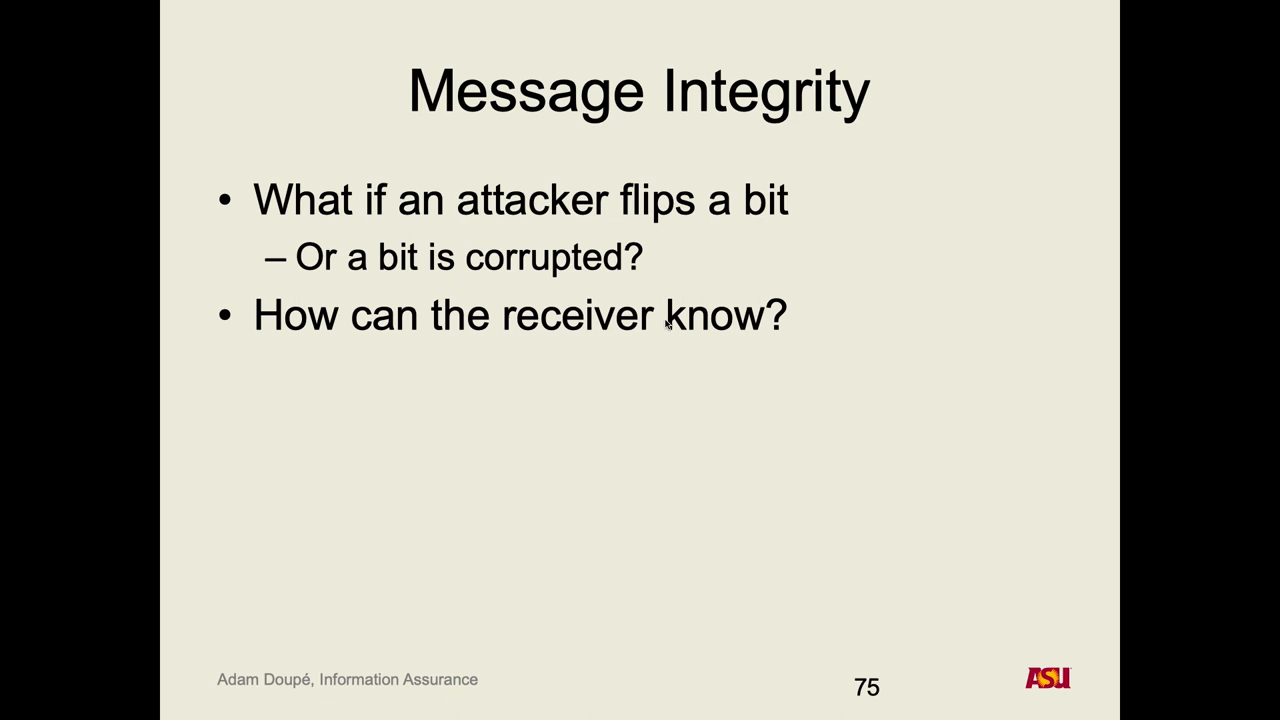 Message Integrity
• What if an attacker flips a bit
– Or a bit is corrupted?
• How can the receiver know?
Adam Doupé, Information Assurance
75
ASU